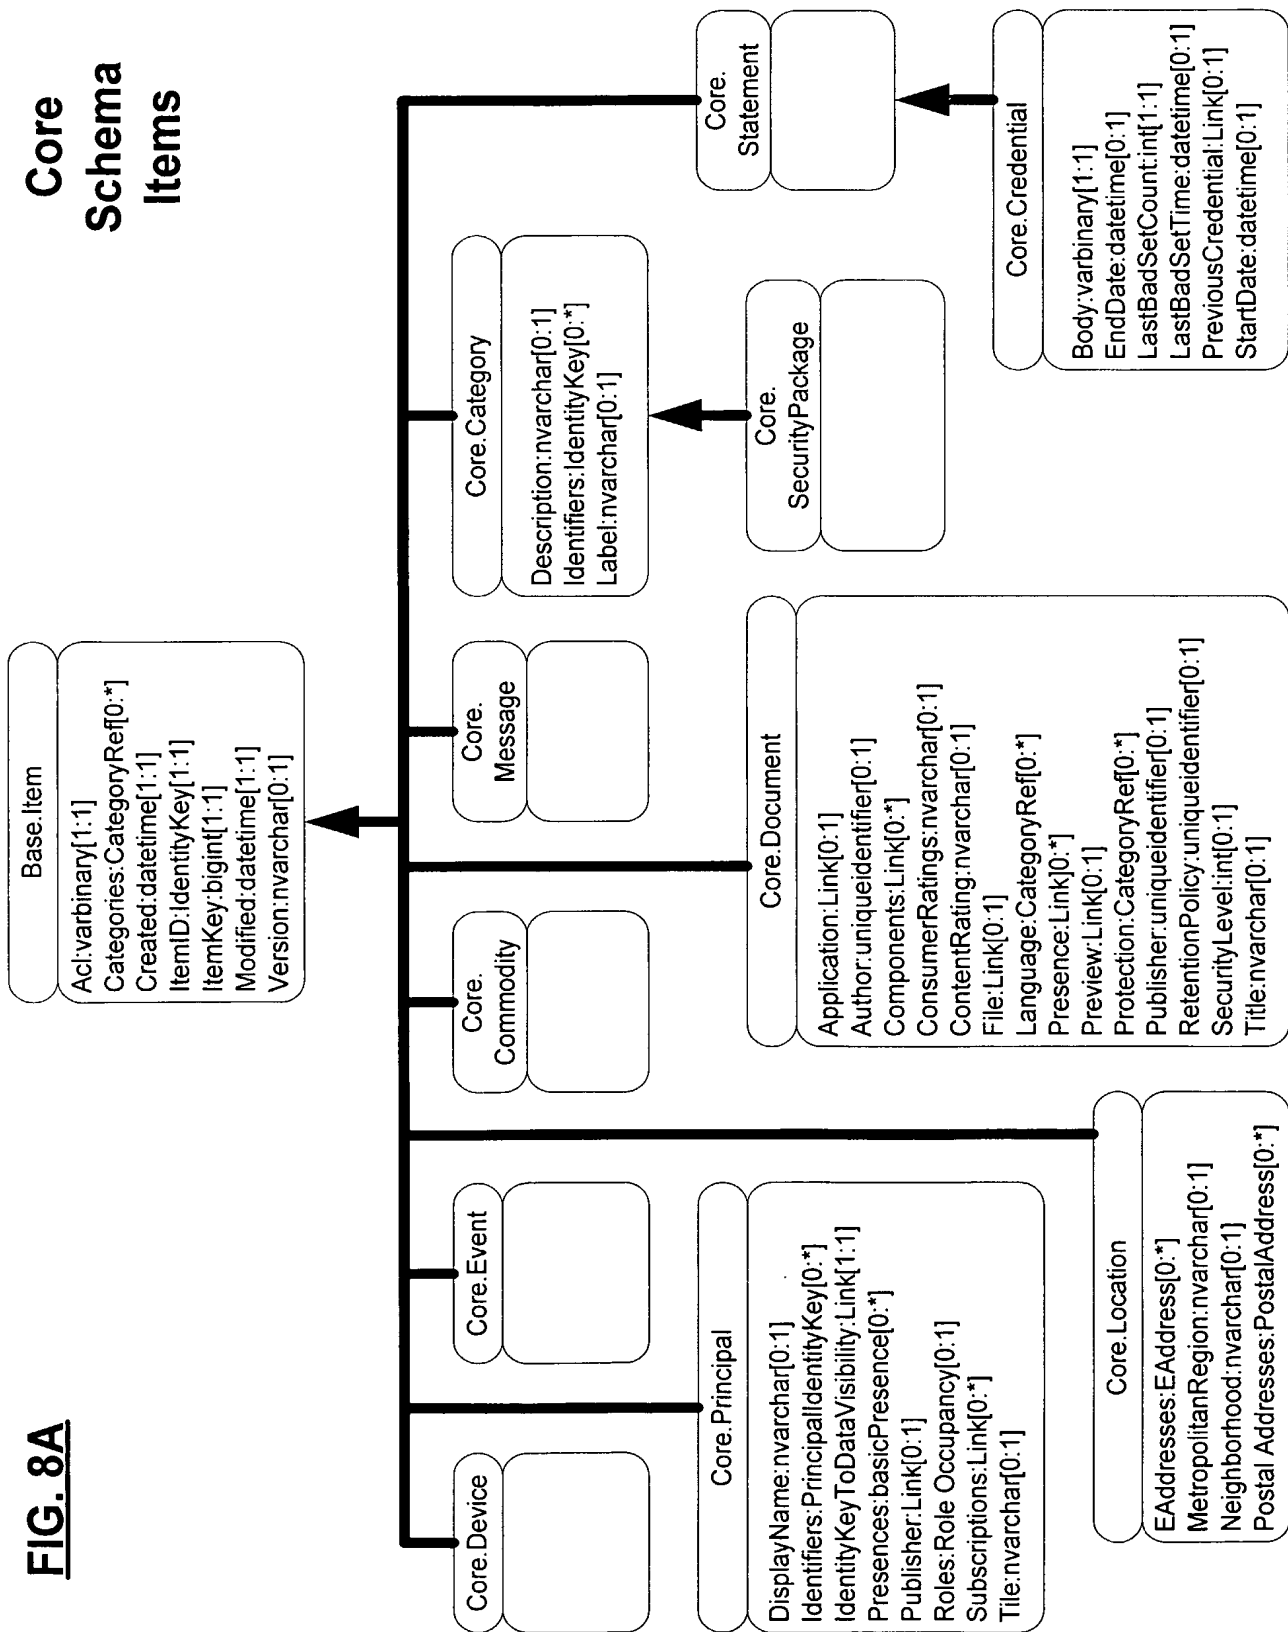 FIG. 8A
Core
Schema
Items
Base.Item
Acl:varbinary[1:1]
Categories:CategoryRef[0:*]
Created:datetime[1:1]
ItemID:IdentityKey[1:1]
ItemKey:bigint[1:1]
Modified:datetime[1:1]
Version:nvarchar[0:1]
Core.Device
Core.Event
Core.
Commodity
Core.
Message
Core.Category
Description:nvarchar[0:1]
Identifiers:IdentityKey[0:*]
Label:nvarchar[0:1]
Core.
Statement
Core.Principal
DisplayName:nvarchar[0:1]
Identifiers:PrincipalIdentityKey[0:*]
IdentityKeyToDataVisibility:Link[1:1]
Presences:basicPresence[0:*]
Publisher:Link[0:1]
Roles:Role Occupancy[0:1]
Subscriptions:Link[0:*]
Tile:nvarchar[0:1]
Core.Document
Application:Link[0:1]
Author:uniqueidentifier[0:1]
Components:Link[0:*]
ConsumerRatings:nvarchar[0:1]
ContentRating:nvarchar[0:1]
File:Link[0:1]
Language:CategoryRef[0:*]
Presence:Link]0:*]
Preview:Link[0:1]
Protection:CategoryRef[0:*]
Publisher:uniqueidentifier[0:1]
RetentionPolicy:uniqueidentifier[0:1]
SecurityLevel:int[0:1]
Title:nvarchar[0:1]
Core.
SecurityPackage
Core.Credential
Body:varbinary[1:1]
EndDate:datetime[0:1]
LastBadSetCount:int[1:1]
LastBadSetTime:datetime[0:1]
PreviousCredential:Link[0:1]
StartDate:datetime[0:1]
Core.Location
EAddresses:EAddress[0:*]
MetropolitanRegion:nvarchar[0:1]
Neighborhood:nvarchar[0:1]
Postal Addresses:PostalAddress[0:*]